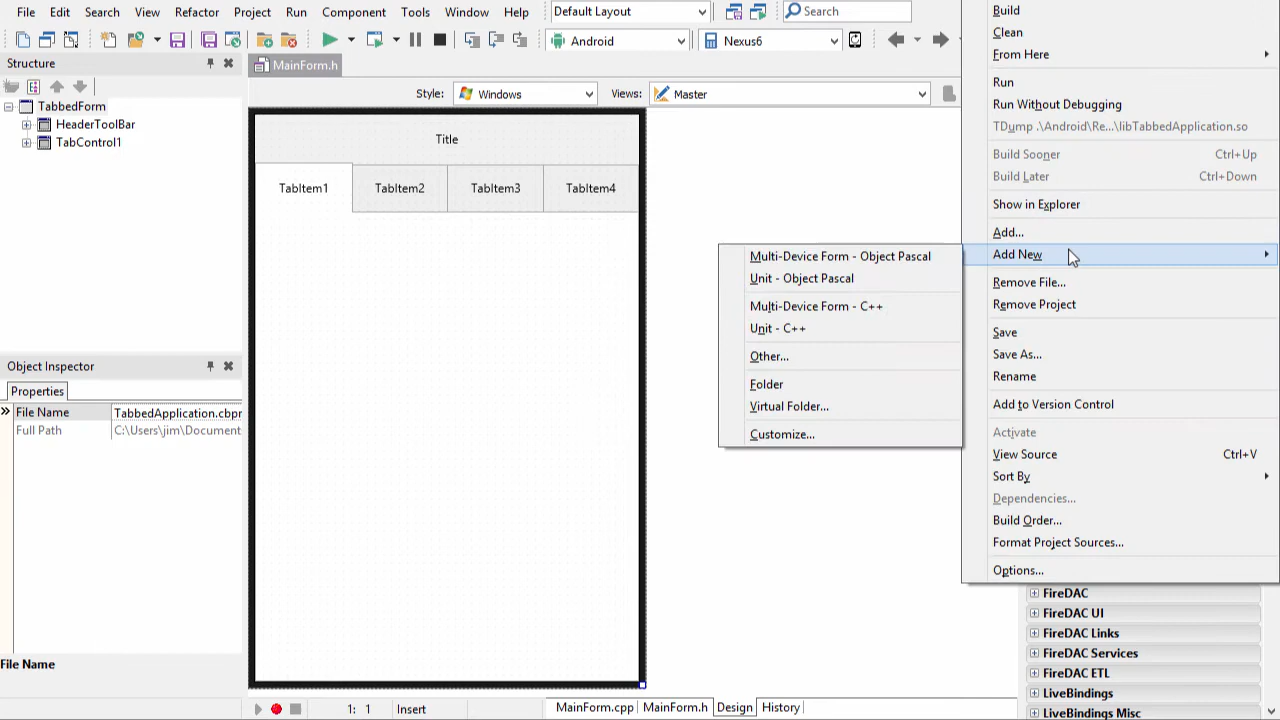 File Edit Search View Refactor Project Run Component Tools Window Help Default Layout Search
Android Nexus6
Structure
MainForm.h
Style: Windows Views: Master
TabbedForm
HeaderToolBar
TabControl1
Title
TabItem1 TabItem2 TabItem3 TabItem4
Object Inspector
Properties
File Name TabbedApplication.cbpr
Full Path C:\Users\jim\Document
File Name
1: 1 Insert MainForm.cpp MainForm.h Design History
Multi-Device Form - Object Pascal
Unit - Object Pascal
Multi-Device Form - C++
Unit - C++
Other...
Folder
Virtual Folder...
Customize...
Build
Clean
From Here
Run
Run Without Debugging
TDump .\Android\Re...\libTabbedApplication.so
Build Sooner Ctrl+Up
Build Later Ctrl+Down
Show in Explorer
Add...
Add New
Remove File...
Remove Project
Save
Save As...
Rename
Add to Version Control
Activate
View Source Ctrl+V
Sort By
Dependencies...
Build Order...
Format Project Sources...
Options...
FireDAC
FireDAC UI
FireDAC Links
FireDAC Services
FireDAC ETL
LiveBindings
LiveBindings Misc